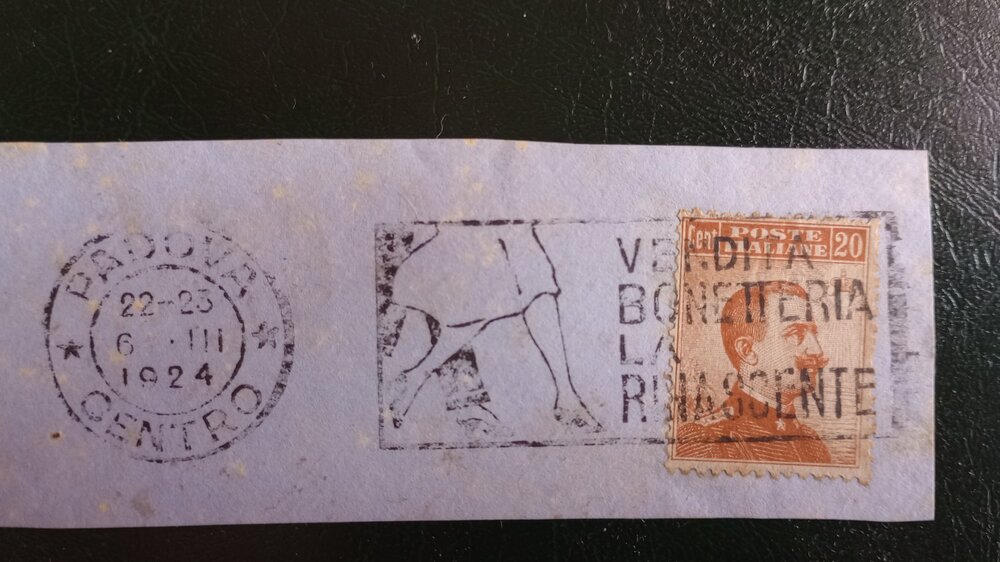 PADOVA
22-23
6 · III
1924
CENTRO
VENDITA
BONETTERIA
LA
RINASCENTE
Cent POSTE ITALIANE 20